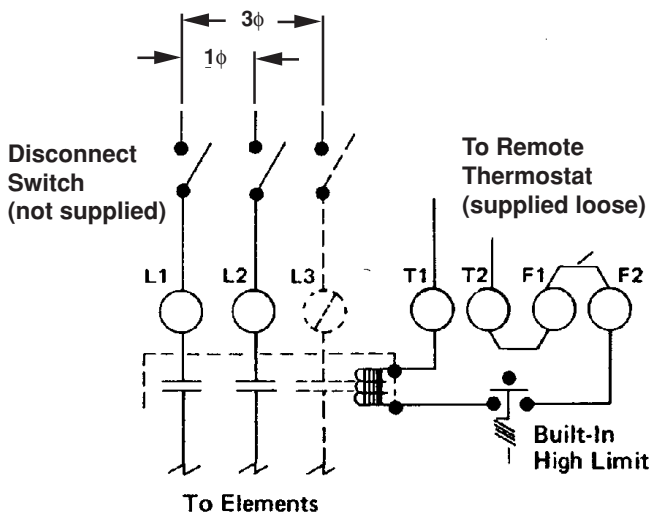 3ϕ
1ϕ
Disconnect
Switch
(not supplied)
To Remote
Thermostat
(supplied loose)
L1
L2
L3
T1
T2
F1
F2
Built-In
High Limit
To Elements